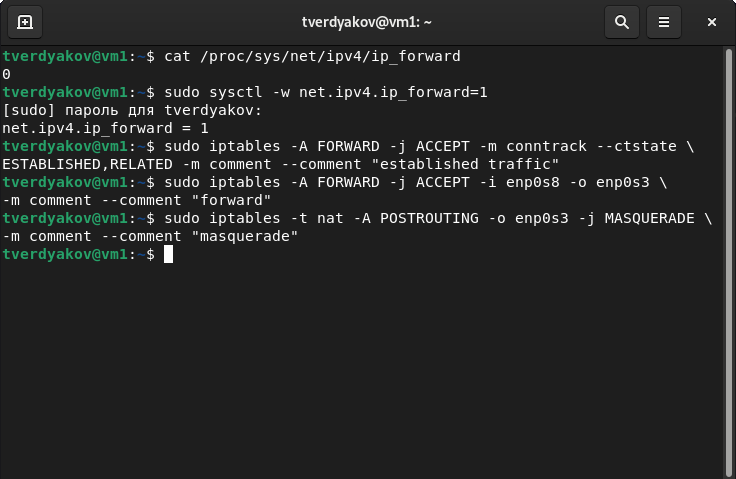 tverdyakov@vm1: ~
tverdyakov@vm1:~$ cat /proc/sys/net/ipv4/ip_forward
0
tverdyakov@vm1:~$ sudo sysctl -w net.ipv4.ip_forward=1
[sudo] пароль для tverdyakov:
net.ipv4.ip_forward = 1
tverdyakov@vm1:~$ sudo iptables -A FORWARD -j ACCEPT -m conntrack --ctstate \
ESTABLISHED,RELATED -m comment --comment "established traffic"
tverdyakov@vm1:~$ sudo iptables -A FORWARD -j ACCEPT -i enp0s8 -o enp0s3 \
-m comment --comment "forward"
tverdyakov@vm1:~$ sudo iptables -t nat -A POSTROUTING -o enp0s3 -j MASQUERADE \
-m comment --comment "masquerade"
tverdyakov@vm1:~$